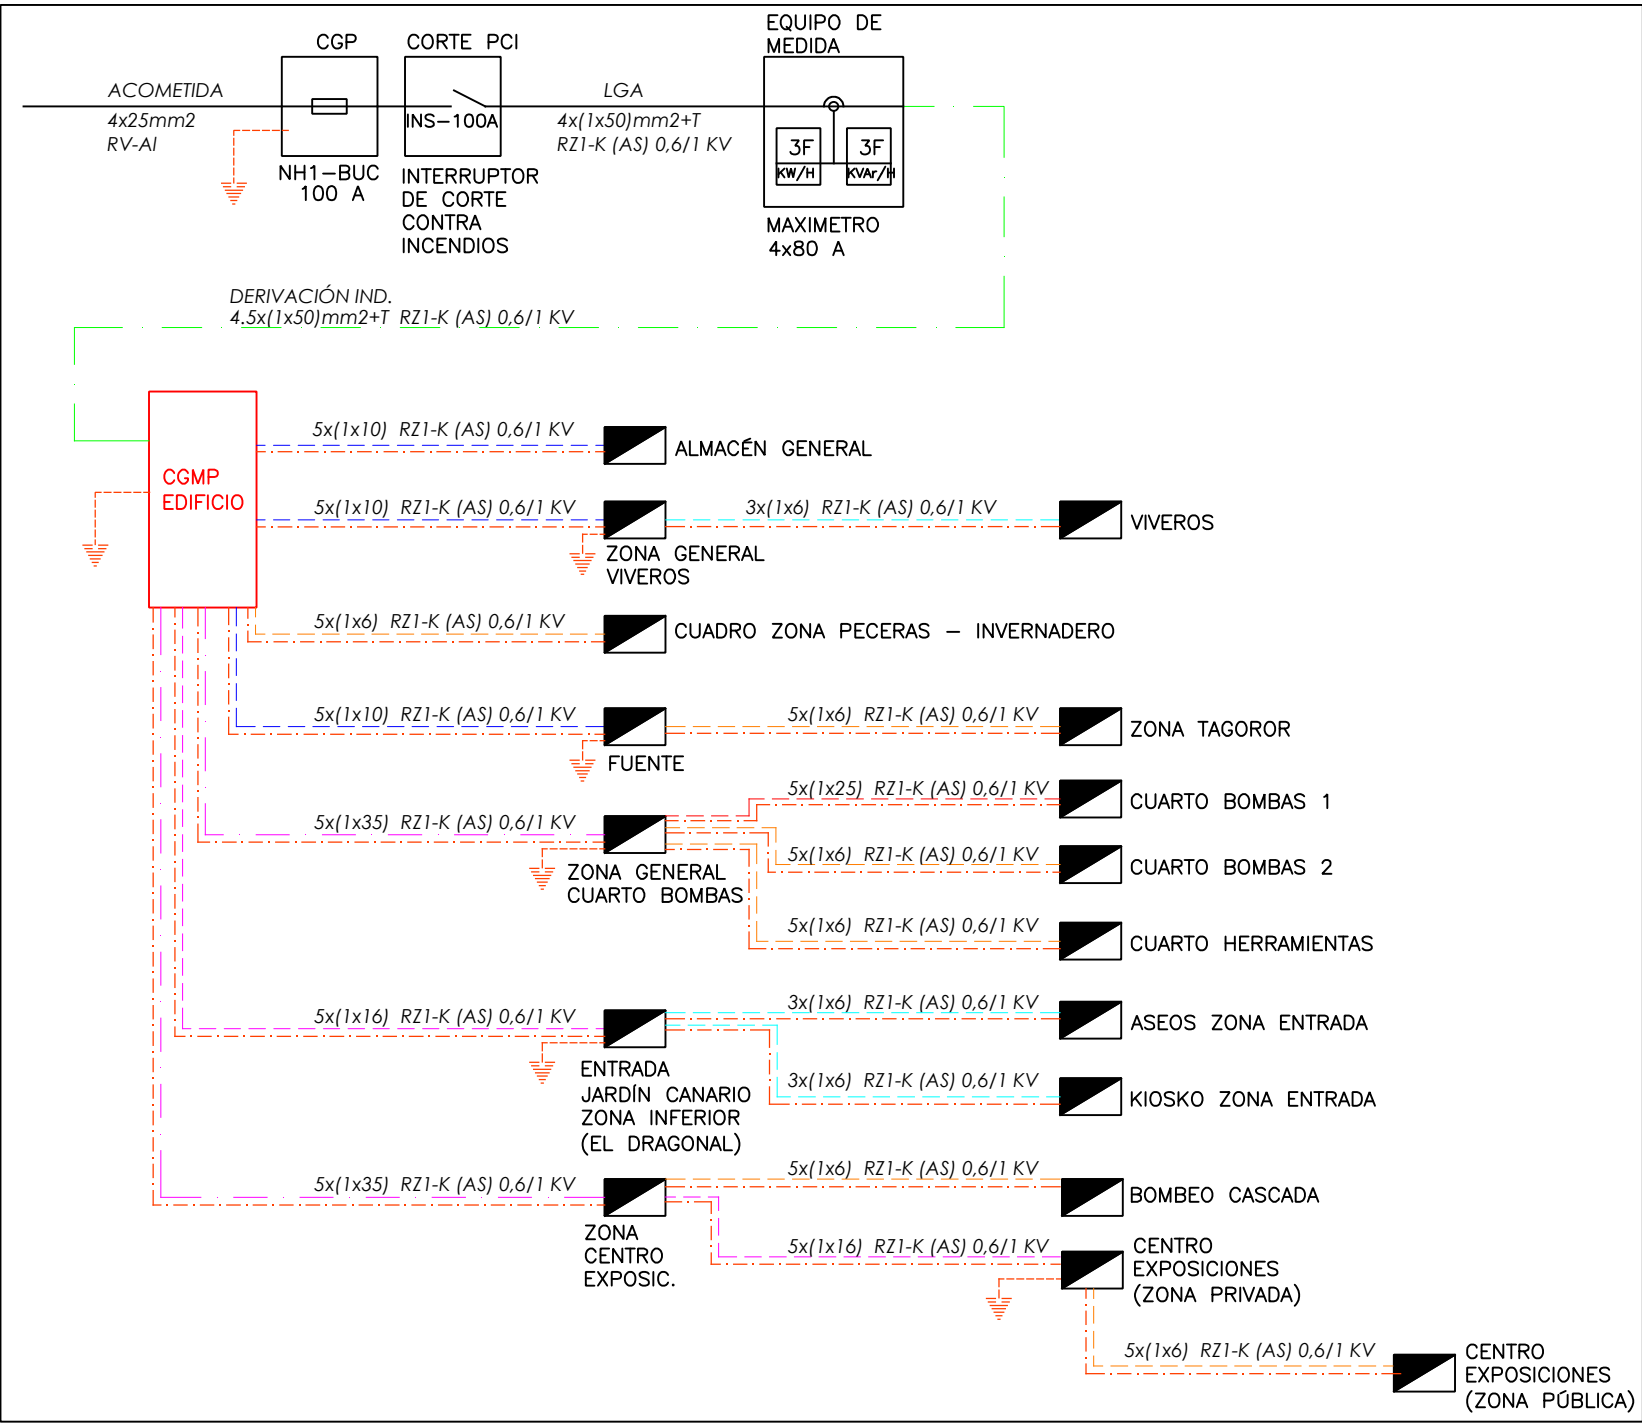 EQUIPO DE
MEDIDA
CGP
CORTE PCI
ACOMETIDA
4x25mm2
RV-Al
LGA
4x(1x50)mm2+T
RZ1-K (AS) 0,6/1 KV
INS-100A
3F
KW/H
3F
KVAr/H
NH1-BUC
100 A
INTERRUPTOR
DE CORTE
CONTRA
INCENDIOS
MAXIMETRO
4x80 A
DERIVACIÓN IND.
4.5x(1x50)mm2+T RZ1-K (AS) 0,6/1 KV
CGMP
EDIFICIO
5x(1x10) RZ1-K (AS) 0,6/1 KV
ALMACÉN GENERAL
5x(1x10) RZ1-K (AS) 0,6/1 KV
ZONA GENERAL
VIVEROS
3x(1x6) RZ1-K (AS) 0,6/1 KV
VIVEROS
5x(1x6) RZ1-K (AS) 0,6/1 KV
CUADRO ZONA PECERAS - INVERNADERO
5x(1x10) RZ1-K (AS) 0,6/1 KV
FUENTE
5x(1x6) RZ1-K (AS) 0,6/1 KV
ZONA TAGOROR
5x(1x35) RZ1-K (AS) 0,6/1 KV
ZONA GENERAL
CUARTO BOMBAS
5x(1x25) RZ1-K (AS) 0,6/1 KV
CUARTO BOMBAS 1
5x(1x6) RZ1-K (AS) 0,6/1 KV
CUARTO BOMBAS 2
5x(1x6) RZ1-K (AS) 0,6/1 KV
CUARTO HERRAMIENTAS
5x(1x16) RZ1-K (AS) 0,6/1 KV
ENTRADA
JARDÍN CANARIO
ZONA INFERIOR
(EL DRAGONAL)
3x(1x6) RZ1-K (AS) 0,6/1 KV
ASEOS ZONA ENTRADA
3x(1x6) RZ1-K (AS) 0,6/1 KV
KIOSKO ZONA ENTRADA
5x(1x35) RZ1-K (AS) 0,6/1 KV
ZONA
CENTRO
EXPOSIC.
5x(1x6) RZ1-K (AS) 0,6/1 KV
BOMBEO CASCADA
5x(1x16) RZ1-K (AS) 0,6/1 KV
CENTRO
EXPOSICIONES
(ZONA PRIVADA)
5x(1x6) RZ1-K (AS) 0,6/1 KV
CENTRO
EXPOSICIONES
(ZONA PÚBLICA)